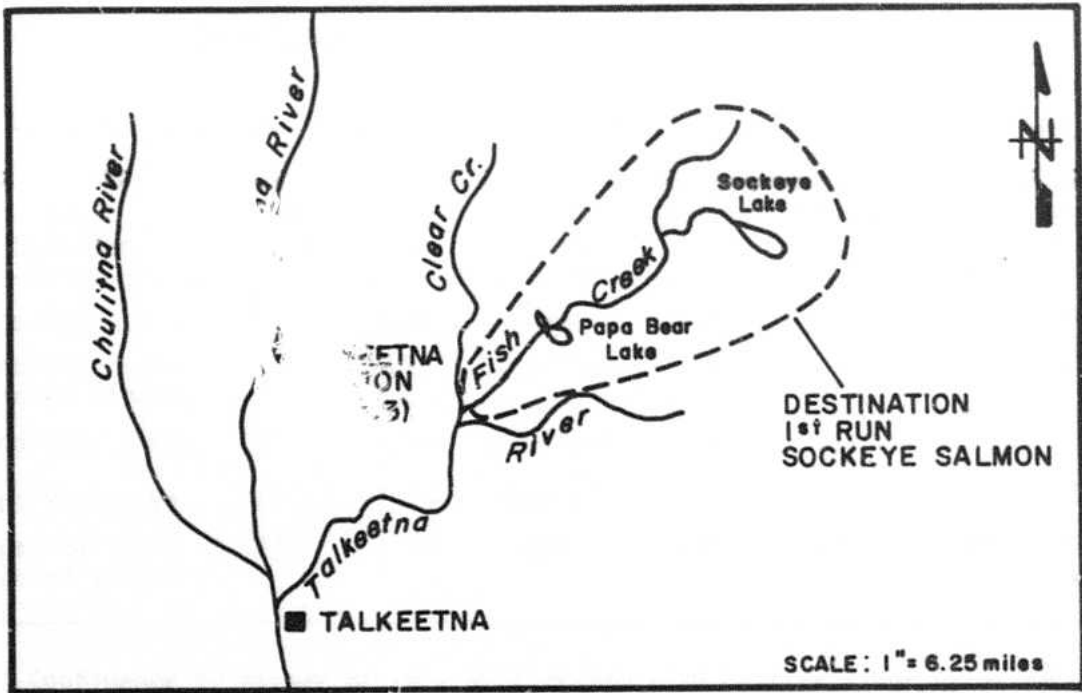 Chulitna River
River
Clear Cr.
Sockeye
Lake
Fish Creek
Papa Bear
Lake
DESTINATION
1st RUN
SOCKEYE SALMON
Talkeetna River
TALKEETNA
SCALE: 1" = 6.25 miles
N